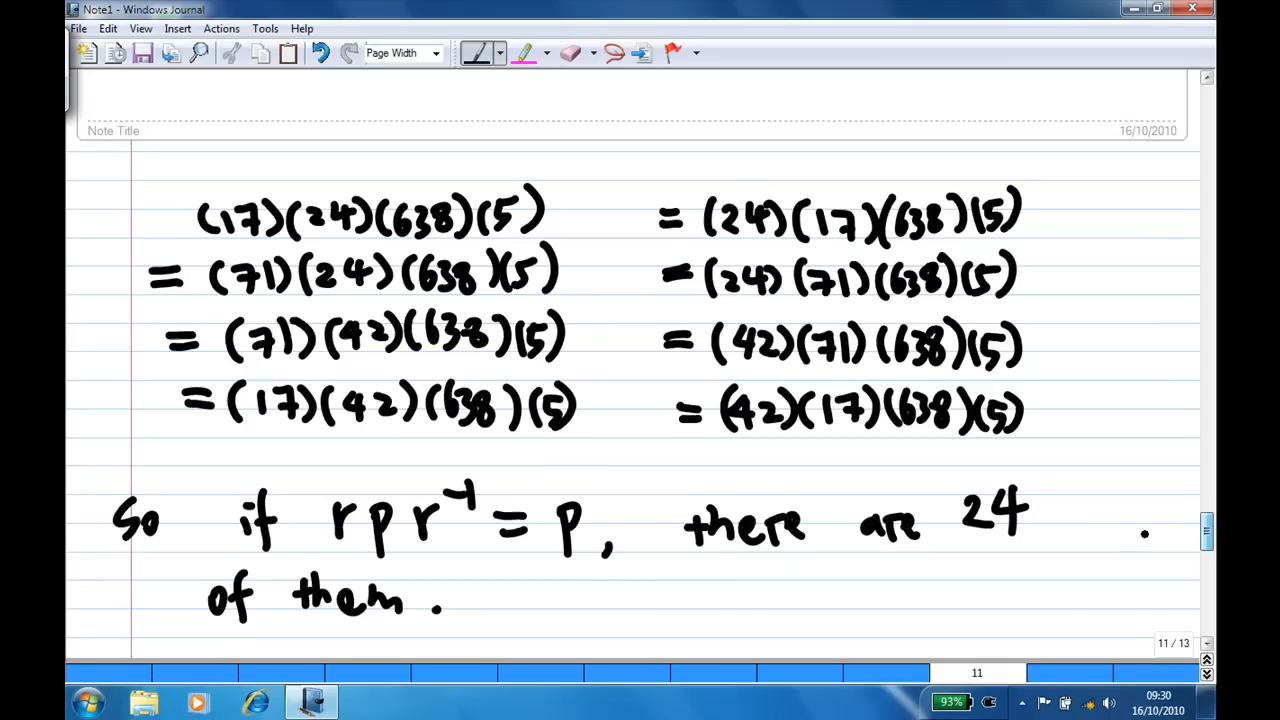 Note1 - Windows Journal
File Edit View Insert Actions Tools Help
Page Width
Note Title
16/10/2010
(17)(24)(638)(5) = (24)(17)(638)(5)
= (71)(24)(638)(5) = (24)(71)(638)(5)
= (71)(42)(638)(5) = (42)(71)(638)(5)
= (17)(42)(638)(5) = (42)(17)(638)(5)
So if r p r⁻¹ = p, there are 24 .
of them .
11 / 13
11
93%
09:30
16/10/2010